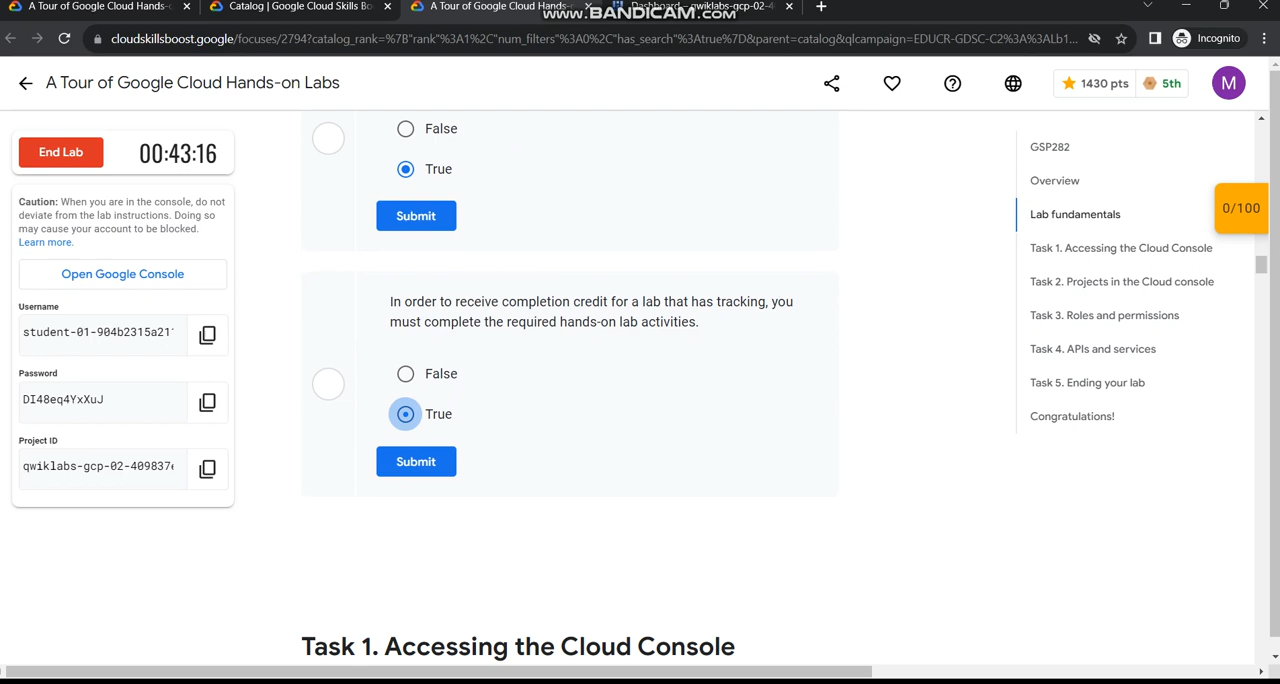 A Tour of Google Cloud Hands-on
Catalog | Google Cloud Skills Bo
A Tour of Google Cloud Hands-on
Dashboard – qwiklabs-gcp-02-4
www.BANDICAM.com
cloudskillsboost.google/focuses/2794?catalog_rank=%7B"rank"%3A1%2C"num_filters"%3A0%2C"has_search"%3Atrue%7D&parent=catalog&qlcampaign=EDUCR-GDSC-C2%3A%3ALb1...
Incognito
A Tour of Google Cloud Hands-on Labs
1430 pts
5th
M
End Lab
00:43:16
Caution: When you are in the console, do not
deviate from the lab instructions. Doing so
may cause your account to be blocked.
Learn more.
Open Google Console
Username
student-01-904b2315a21
Password
DI48eq4YxXuJ
Project ID
qwiklabs-gcp-02-409837e
False
True
Submit
In order to receive completion credit for a lab that has tracking, you
must complete the required hands-on lab activities.
False
True
Submit
Task 1. Accessing the Cloud Console
GSP282
Overview
Lab fundamentals
Task 1. Accessing the Cloud Console
Task 2. Projects in the Cloud console
Task 3. Roles and permissions
Task 4. APIs and services
Task 5. Ending your lab
Congratulations!
0/100